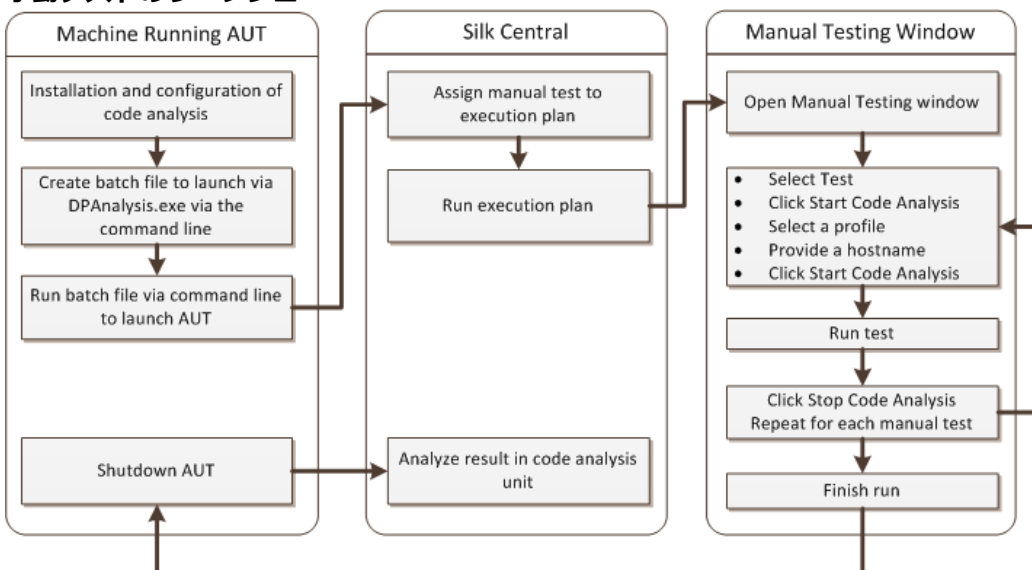 Machine Running AUT
Installation and configuration of
code analysis
Create batch file to launch via
DPAnalysis.exe via the
command line
Run batch file via command line
to launch AUT
Shutdown AUT
Silk Central
Assign manual test to
execution plan
Run execution plan
Analyze result in code analysis
unit
Manual Testing Window
Open Manual Testing window
• Select Test
• Click Start Code Analysis
• Select a profile
• Provide a hostname
• Click Start Code Analysis
Run test
Click Stop Code Analysis
Repeat for each manual test
Finish run